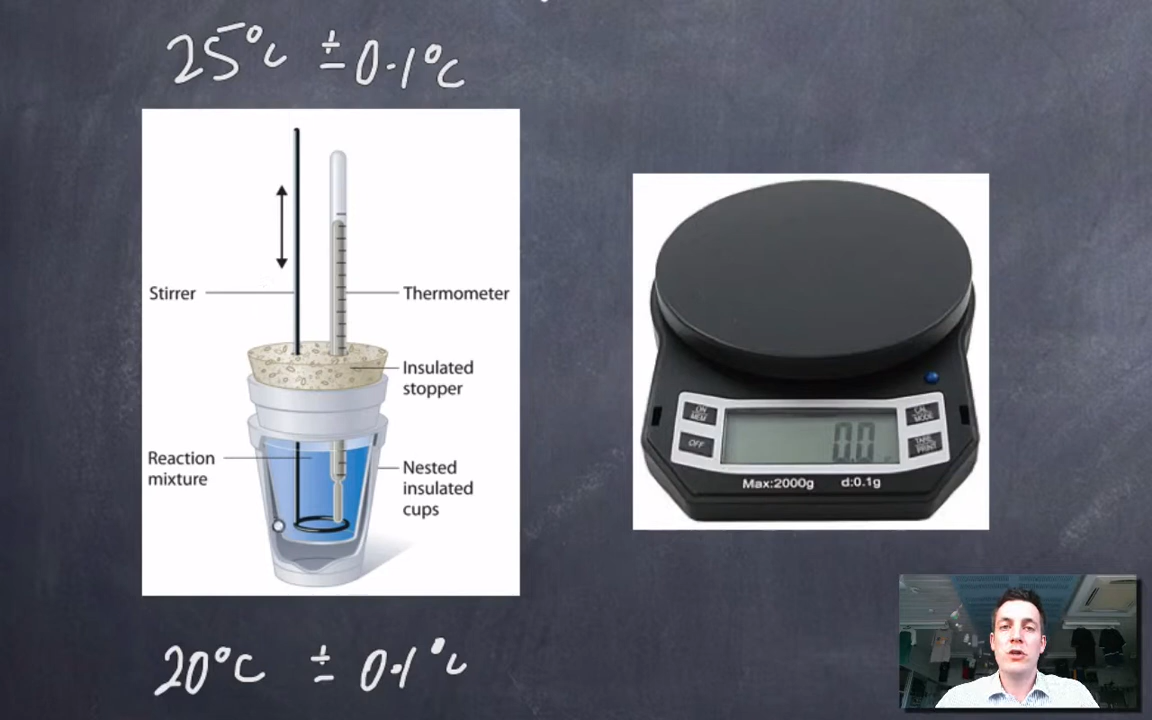 25°C ± 0.1°C
Stirrer
Thermometer
Insulated
stopper
Reaction
mixture
Nested
insulated
cups
ON
MEM
OFF
CAL
MODE
TARE
PRINT
0.0
Max:2000g d:0.1g
20°C ± 0.1°C